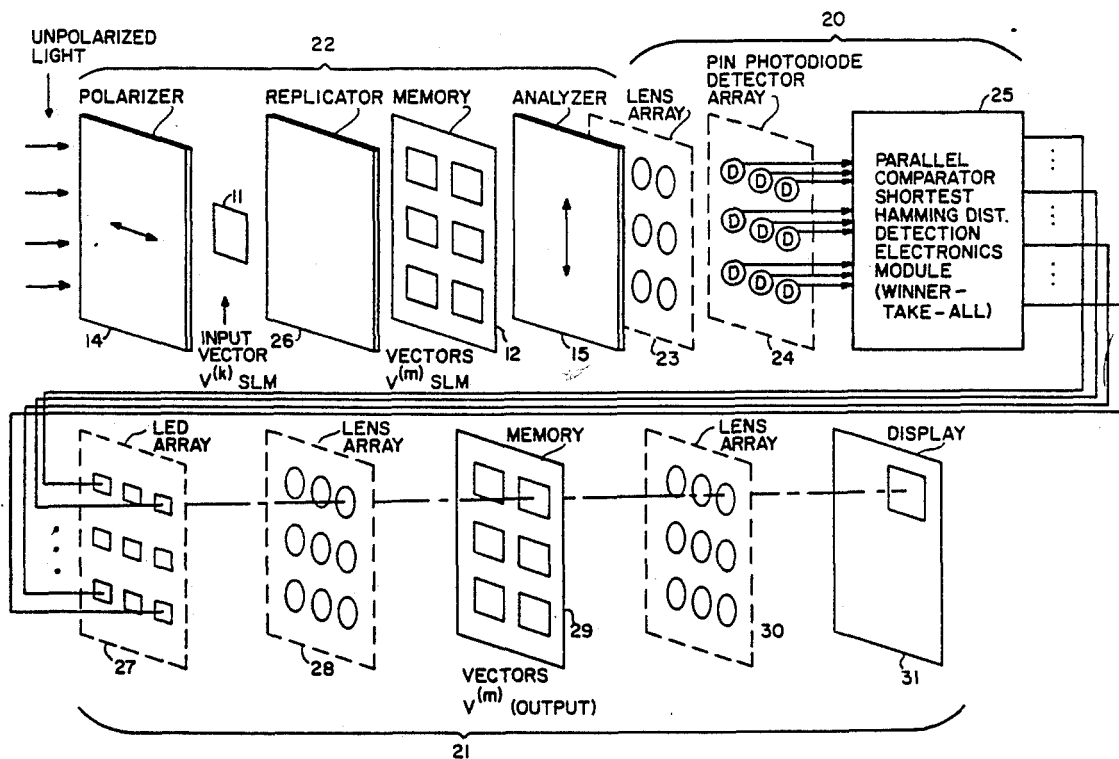 20
UNPOLARIZED
LIGHT
22
PIN PHOTODIODE
DETECTOR
ARRAY
POLARIZER
REPLICATOR
MEMORY
ANALYZER
LENS
ARRAY
25
11
PARALLEL
COMPARATOR
SHORTEST
HAMMING DIST.
DETECTION
ELECTRONICS
MODULE
(WINNER-
TAKE-ALL)
D
D
D
D
D
D
D
D
D
14
INPUT
VECTOR
V(k) SLM
26
VECTORS
V(m) SLM
12
15
23
24
LED
ARRAY
LENS
ARRAY
MEMORY
LENS
ARRAY
DISPLAY
27
28
29
30
31
VECTORS
V(m) (OUTPUT)
21